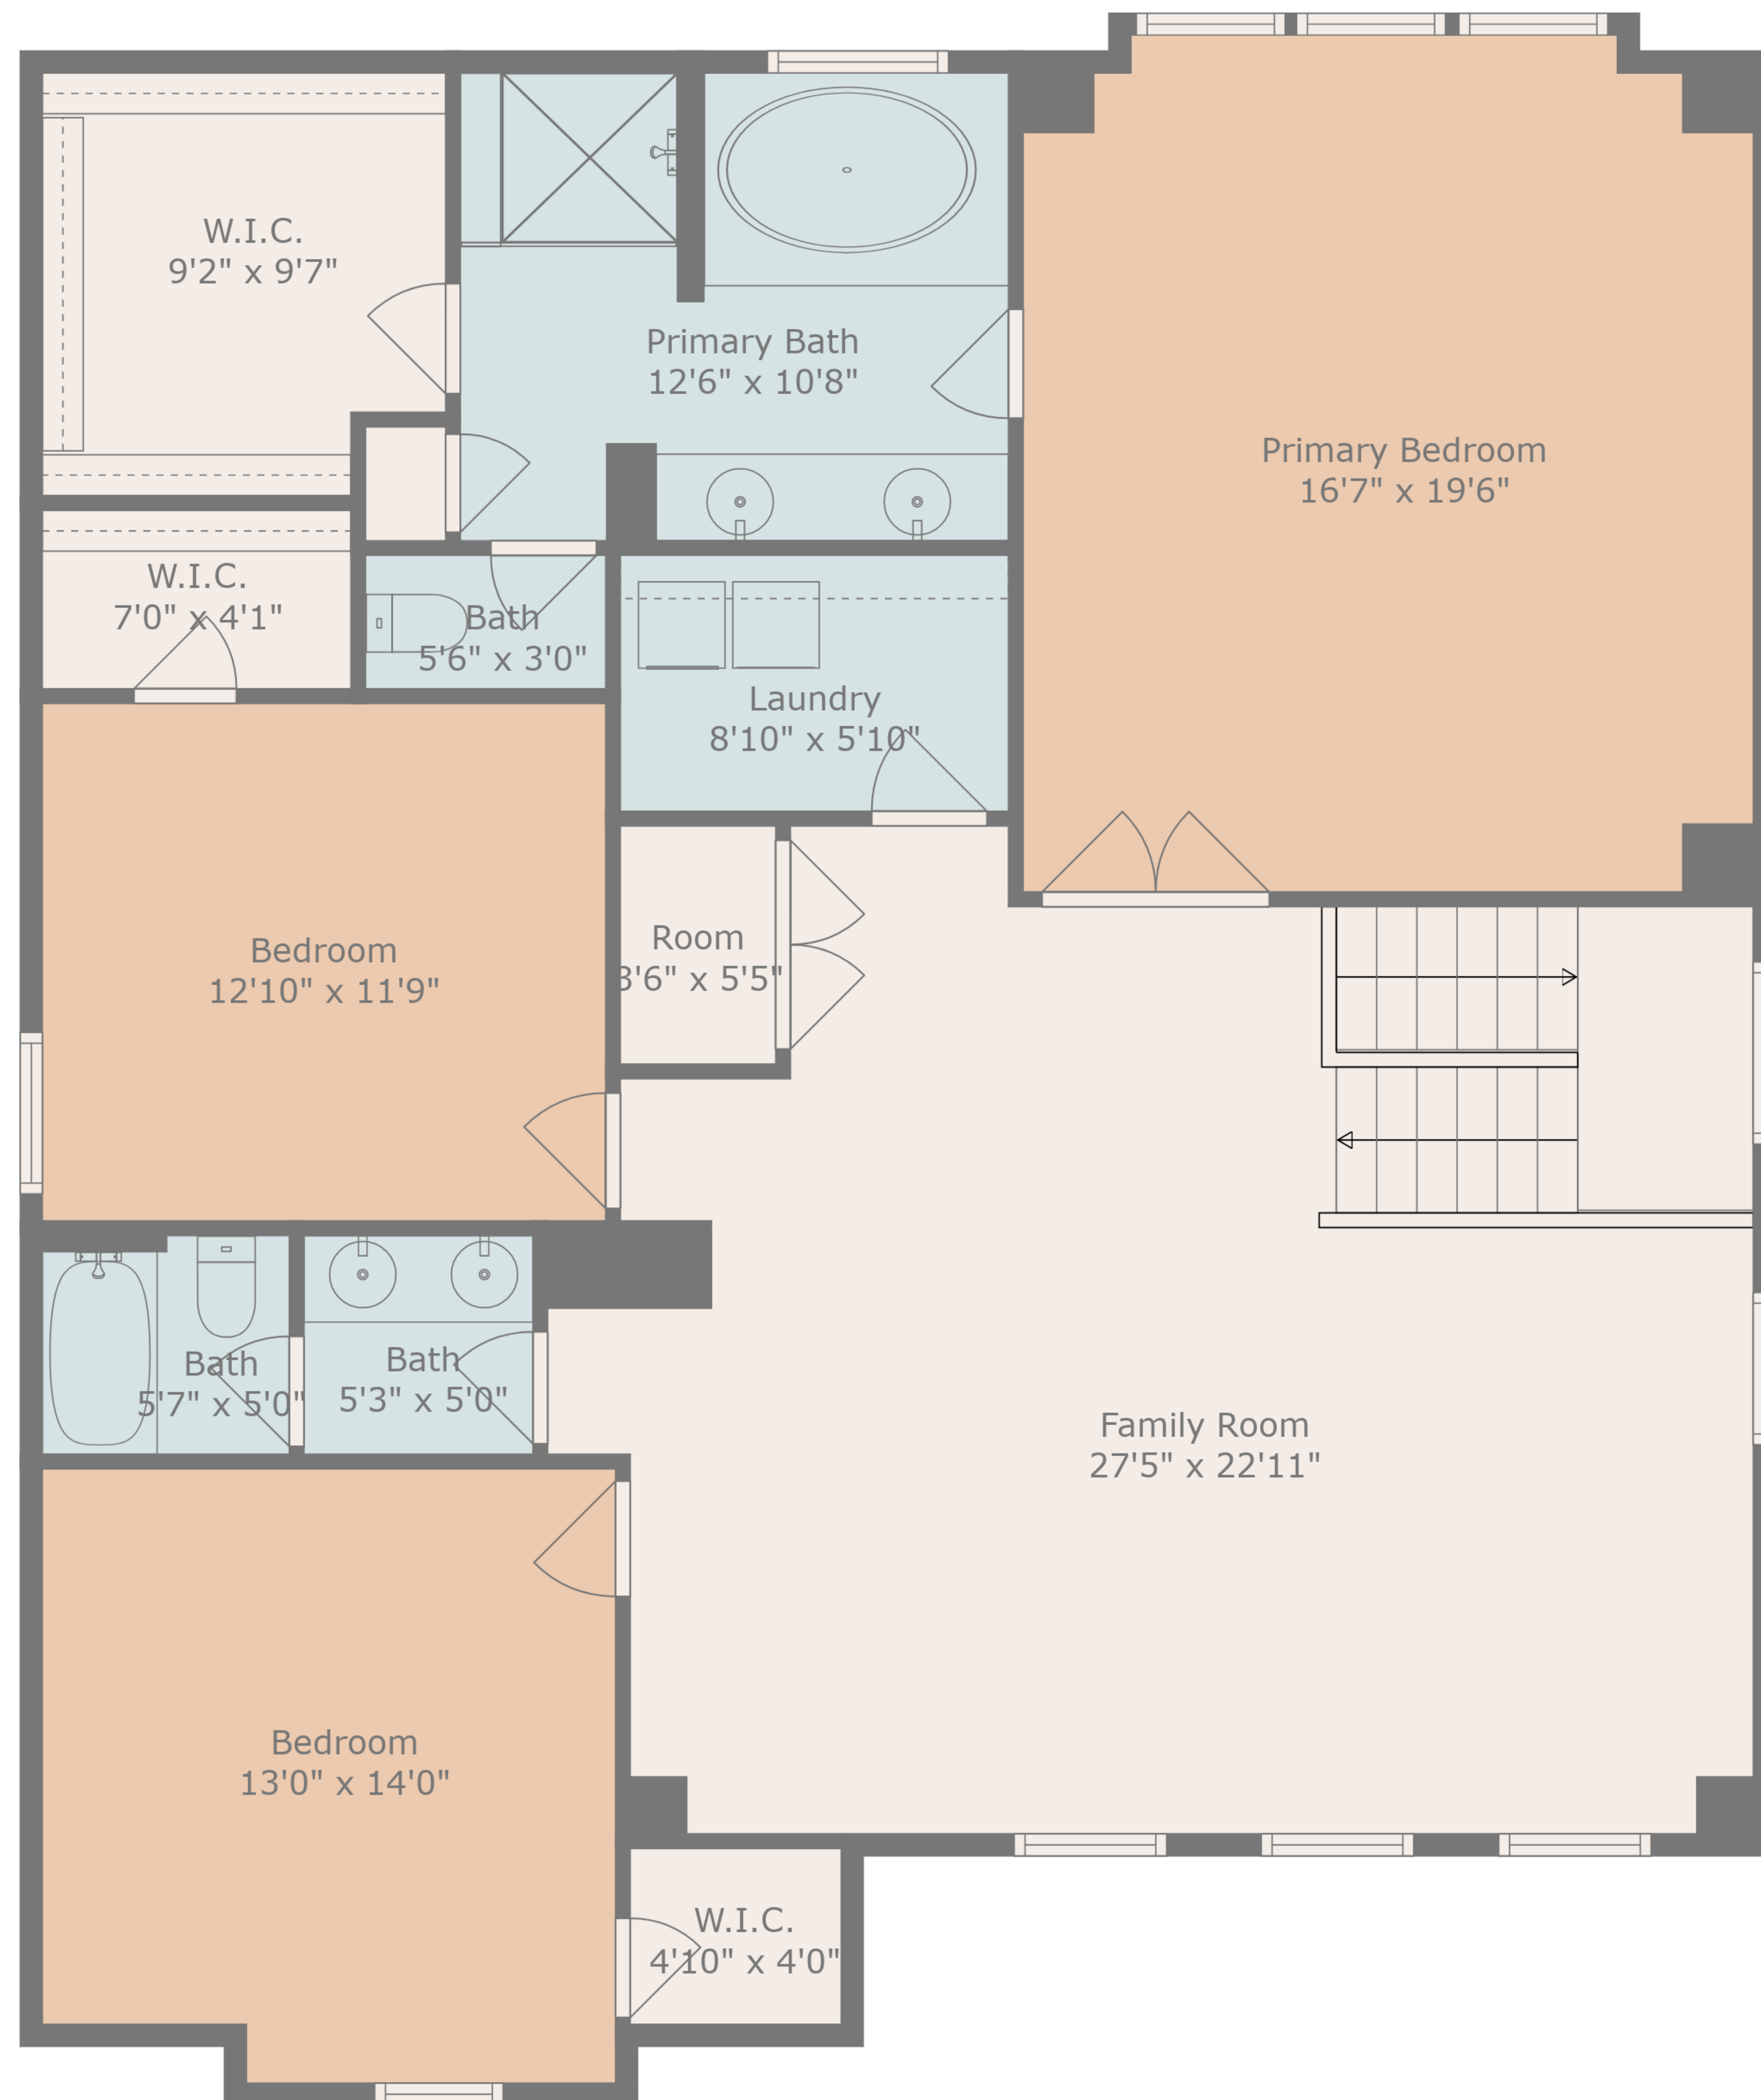 W.I.C.
9'2" x 9'7"
Primary Bath
12'6" x 10'8"
Primary Bedroom
16'7" x 19'6"
W.I.C.
7'0" x 4'1"
Bath
5'6" x 3'0"
Laundry
8'10" x 5'10"
Bedroom
12'10" x 11'9"
Room
3'6" x 5'5"
Bath
5'7" x 5'0"
Bath
5'3" x 5'0"
Family Room
27'5" x 22'11"
Bedroom
13'0" x 14'0"
W.I.C.
4'10" x 4'0"